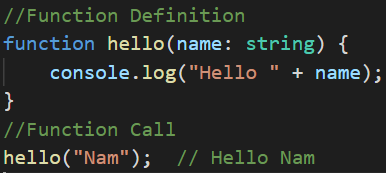 //Function Definition
function hello(name: string) {
    console.log("Hello " + name);
}
//Function Call
hello("Nam");  // Hello Nam